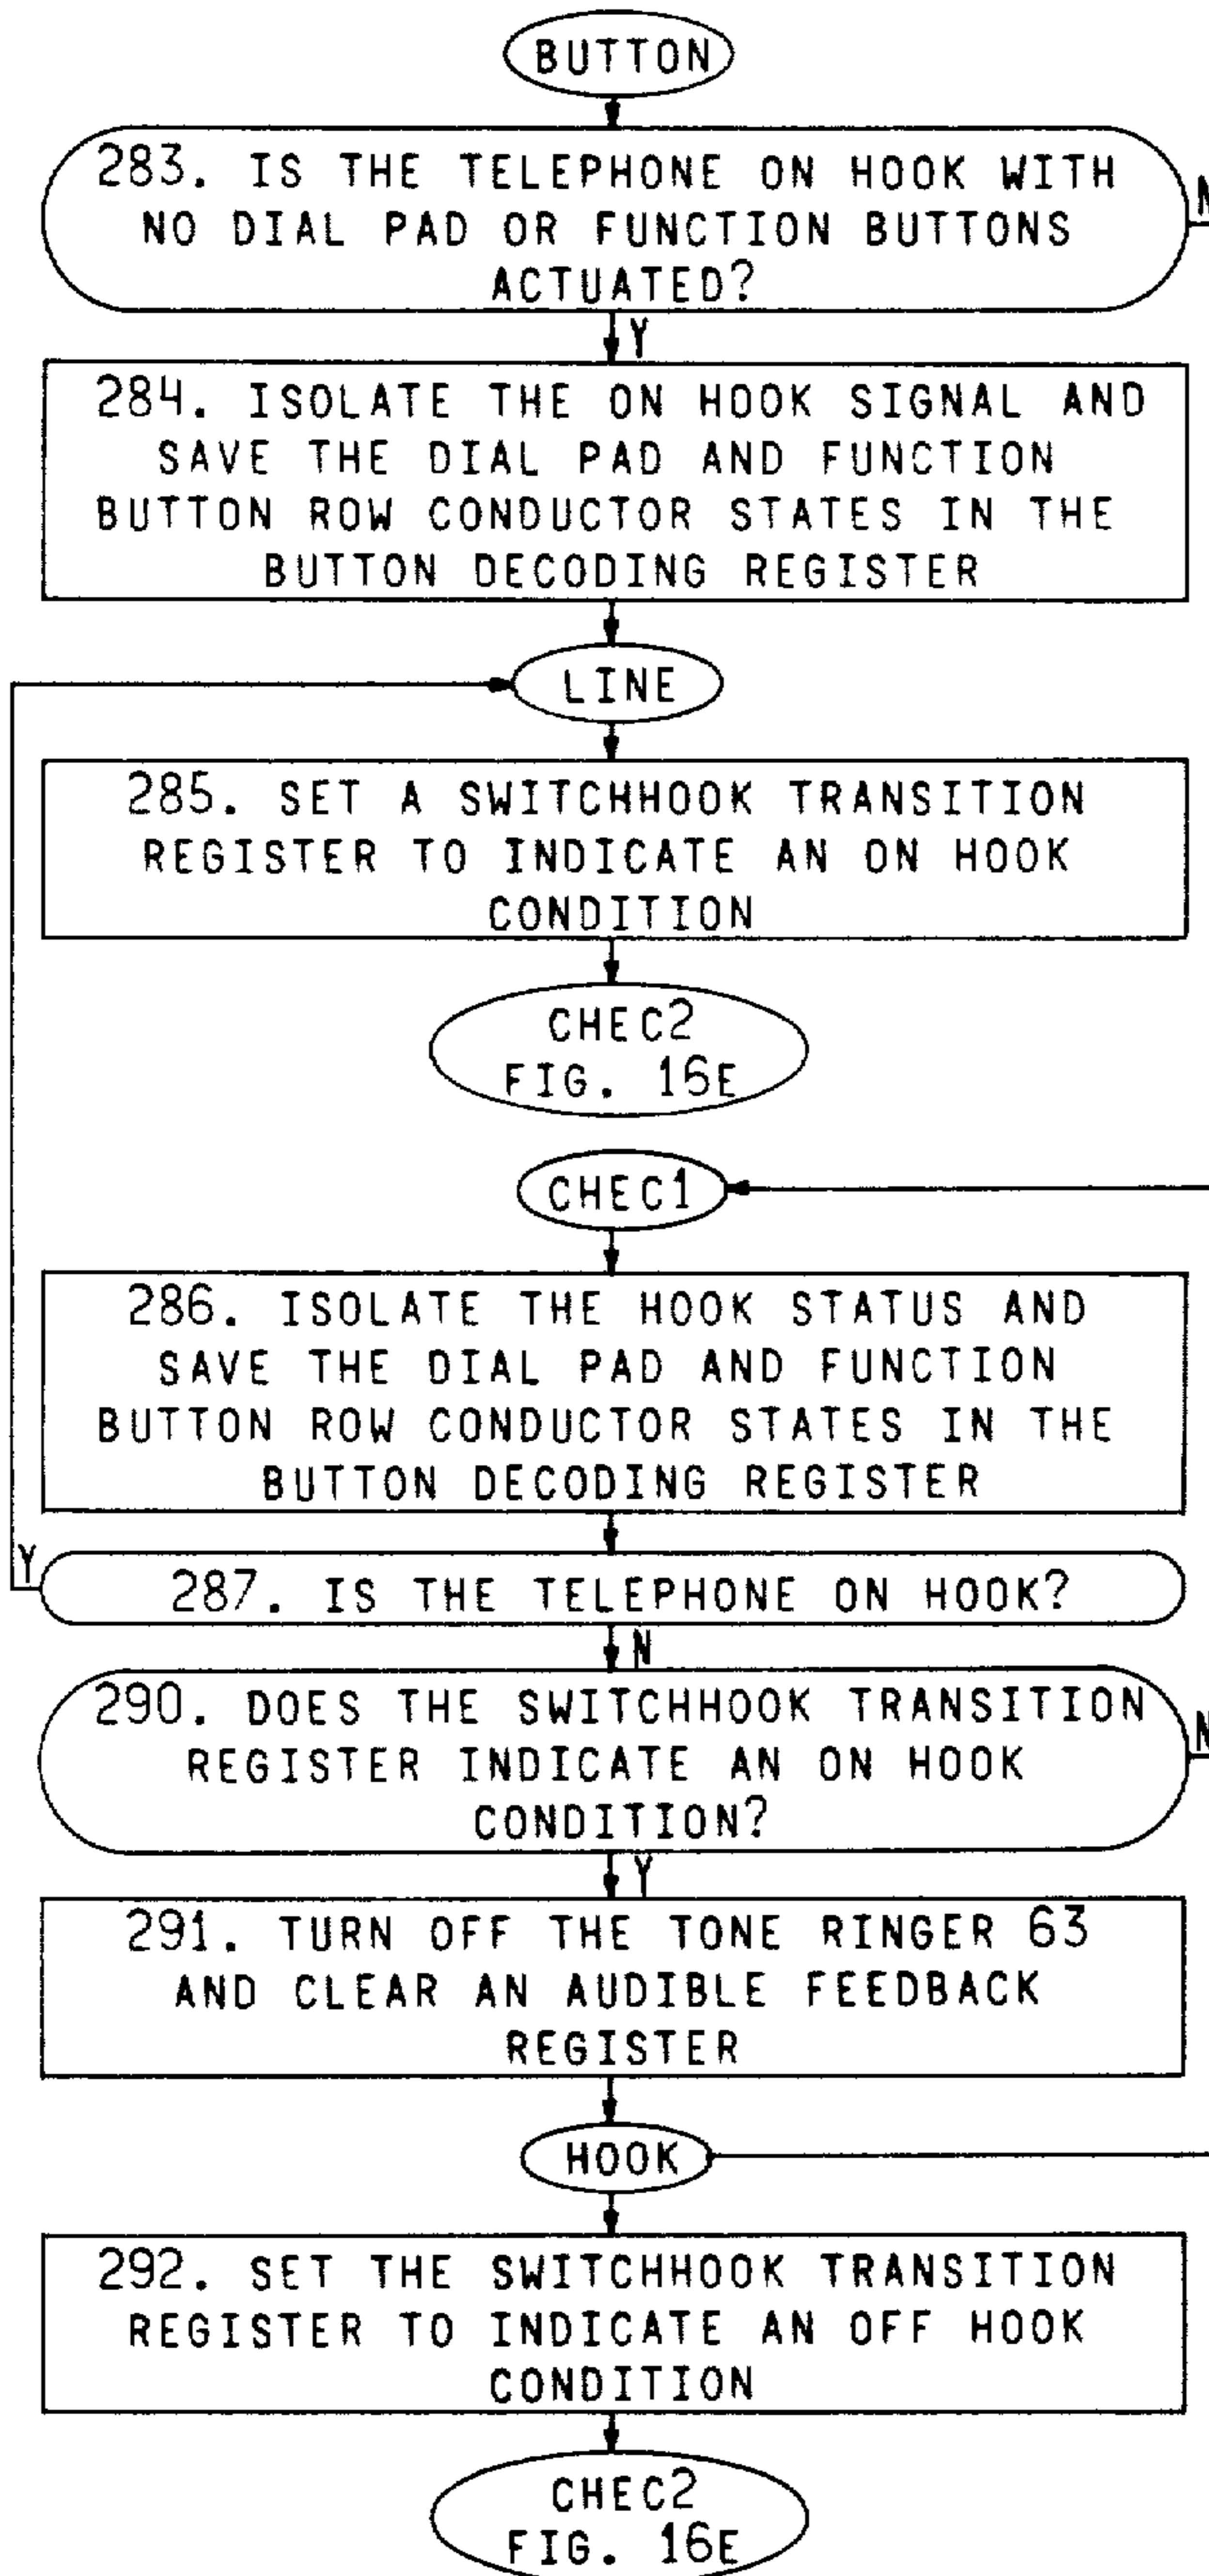 BUTTON
283. IS THE TELEPHONE ON HOOK WITH
NO DIAL PAD OR FUNCTION BUTTONS
ACTUATED?
N
Y
284. ISOLATE THE ON HOOK SIGNAL AND
SAVE THE DIAL PAD AND FUNCTION
BUTTON ROW CONDUCTOR STATES IN THE
BUTTON DECODING REGISTER
LINE
285. SET A SWITCHHOOK TRANSITION
REGISTER TO INDICATE AN ON HOOK
CONDITION
CHEC2
FIG. 16E
CHEC1
286. ISOLATE THE HOOK STATUS AND
SAVE THE DIAL PAD AND FUNCTION
BUTTON ROW CONDUCTOR STATES IN THE
BUTTON DECODING REGISTER
Y
287. IS THE TELEPHONE ON HOOK?
N
290. DOES THE SWITCHHOOK TRANSITION
REGISTER INDICATE AN ON HOOK
CONDITION?
N
Y
291. TURN OFF THE TONE RINGER 63
AND CLEAR AN AUDIBLE FEEDBACK
REGISTER
HOOK
292. SET THE SWITCHHOOK TRANSITION
REGISTER TO INDICATE AN OFF HOOK
CONDITION
CHEC2
FIG. 16E